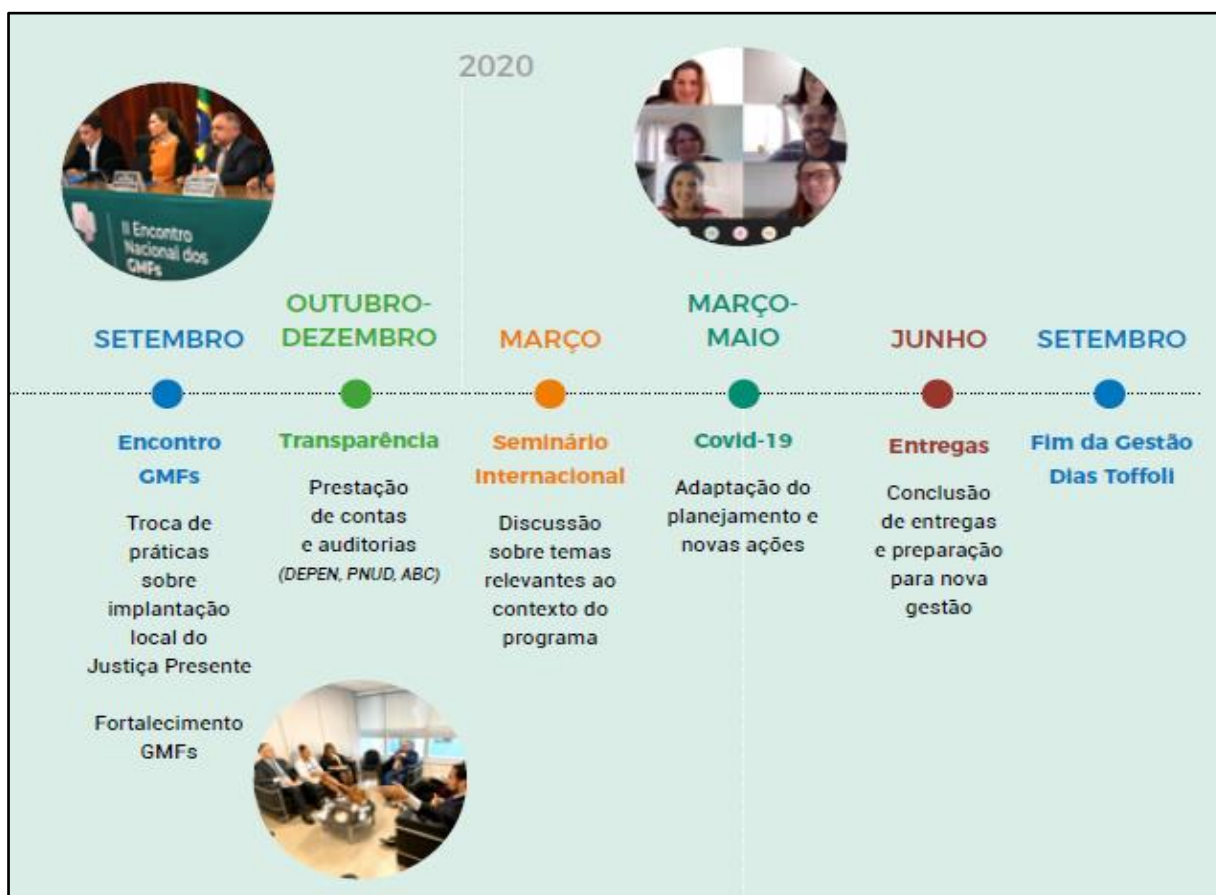 2020
II Encontro
Nacional dos
GMFs
SETEMBRO
Encontro
GMFs
Troca de
práticas
sobre
implantação
local do
Justiça Presente
Fortalecimento
GMFs
OUTUBRO-
DEZEMBRO
Transparência
Prestação
de contas
e auditorias
(DEPEN, PNUD, ABC)
MARÇO
Seminário
Internacional
Discussão
sobre temas
relevantes ao
contexto do
programa
MARÇO-
MAIO
Covid-19
Adaptação do
planejamento e
novas ações
JUNHO
Entregas
Conclusão
de entregas
e preparação
para nova
gestão
SETEMBRO
Fim da Gestão
Dias Toffoli